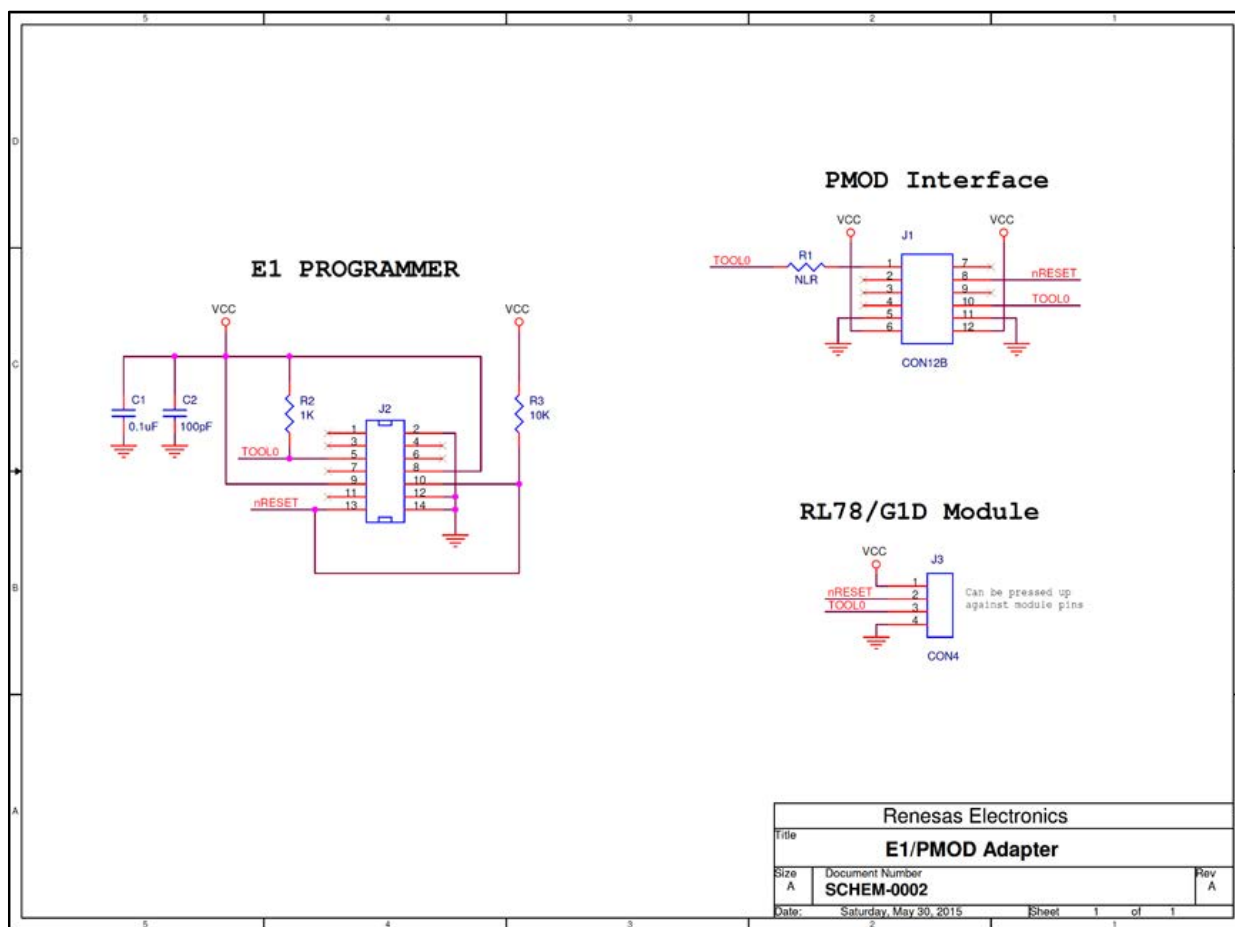 5 4 3 2 1
D
C
B
A
E1 PROGRAMMER
VCC
VCC
C1
0.1uF
C2
100pF
R2
1K
R3
10K
J2
1 2
3 4
5 6
7 8
9 10
11 12
13 14
TOOL0
nRESET
PMOD Interface
VCC
VCC
J1
TOOL0
R1
NLR
1 7
2 8
3 9
4 10
5 11
6 12
nRESET
TOOL0
CON12B
RL78/G1D Module
VCC
J3
nRESET
TOOL0
1
2
3
4
Can be pressed up
against module pins
CON4
Renesas Electronics
Title
E1/PMOD Adapter
Size Document Number Rev
A SCHEM-0002 A
Date: Saturday, May 30, 2015 Sheet 1 of 1
5 4 3 2 1